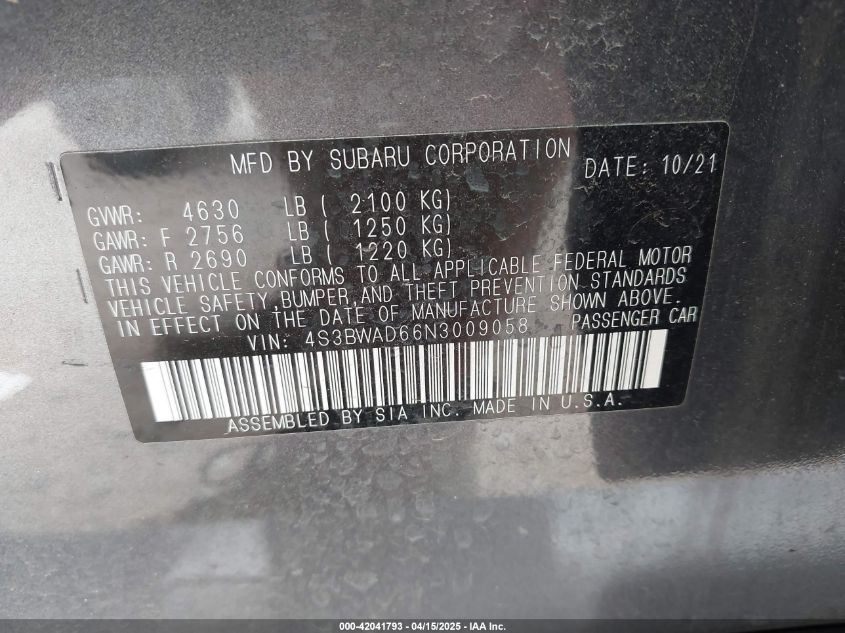 MFD BY SUBARU CORPORATION DATE: 10/21
GVWR: 4630 LB ( 2100 KG)
GAWR: F 2756 LB ( 1250 KG)
GAWR: R 2690 LB ( 1220 KG)
THIS VEHICLE CONFORMS TO ALL APPLICABLE FEDERAL MOTOR
VEHICLE SAFETY,BUMPER,AND THEFT PREVENTION STANDARDS
IN EFFECT ON THE DATE OF MANUFACTURE SHOWN ABOVE.
VIN: 4S3BWAD66N3009058 PASSENGER CAR
ASSEMBLED BY SIA INC. MADE IN U.S.A.
000-42041793 - 04/15/2025 - IAA Inc.